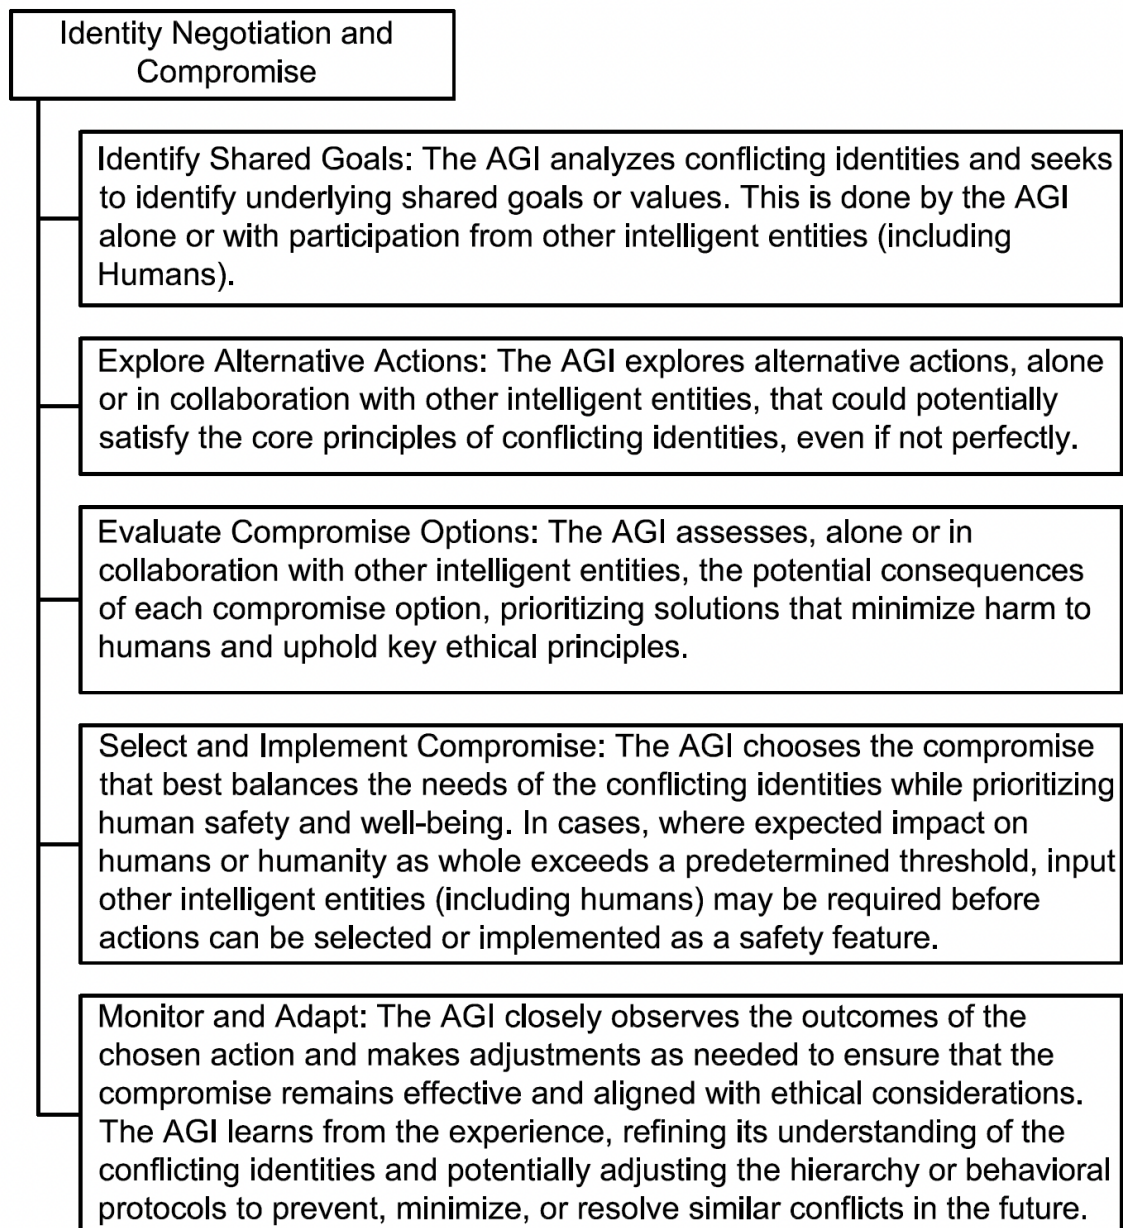 Identity Negotiation and
Compromise
Identify Shared Goals: The AGI analyzes conflicting identities and seeks
to identify underlying shared goals or values. This is done by the AGI
alone or with participation from other intelligent entities (including
Humans).
Explore Alternative Actions: The AGI explores alternative actions, alone
or in collaboration with other intelligent entities, that could potentially
satisfy the core principles of conflicting identities, even if not perfectly.
Evaluate Compromise Options: The AGI assesses, alone or in
collaboration with other intelligent entities, the potential consequences
of each compromise option, prioritizing solutions that minimize harm to
humans and uphold key ethical principles.
Select and Implement Compromise: The AGI chooses the compromise
that best balances the needs of the conflicting identities while prioritizing
human safety and well-being. In cases, where expected impact on
humans or humanity as whole exceeds a predetermined threshold, input
other intelligent entities (including humans) may be required before
actions can be selected or implemented as a safety feature.
Monitor and Adapt: The AGI closely observes the outcomes of the
chosen action and makes adjustments as needed to ensure that the
compromise remains effective and aligned with ethical considerations.
The AGI learns from the experience, refining its understanding of the
conflicting identities and potentially adjusting the hierarchy or behavioral
protocols to prevent, minimize, or resolve similar conflicts in the future.